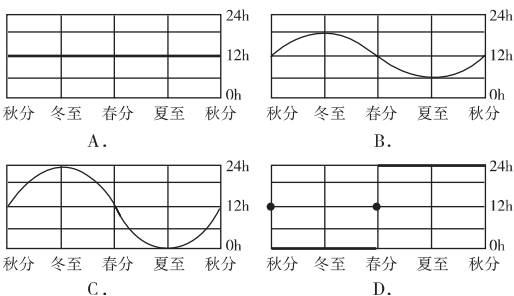 24h 24h
12h 12h
0h 0h
秋分 冬至 春分 夏至 秋分 秋分 冬至 春分 夏至 秋分
A. B.
24h 24h
12h 12h
0h 0h
秋分 冬至 春分 夏至 秋分 秋分 冬至 春分 夏至 秋分
C. D.